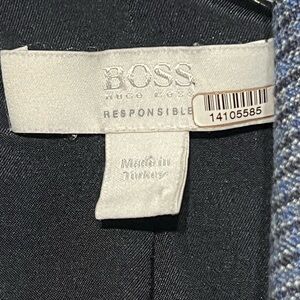 BOSS
HUGO BOSS
RESPONSIBLE
14105585
Made in
Turkey